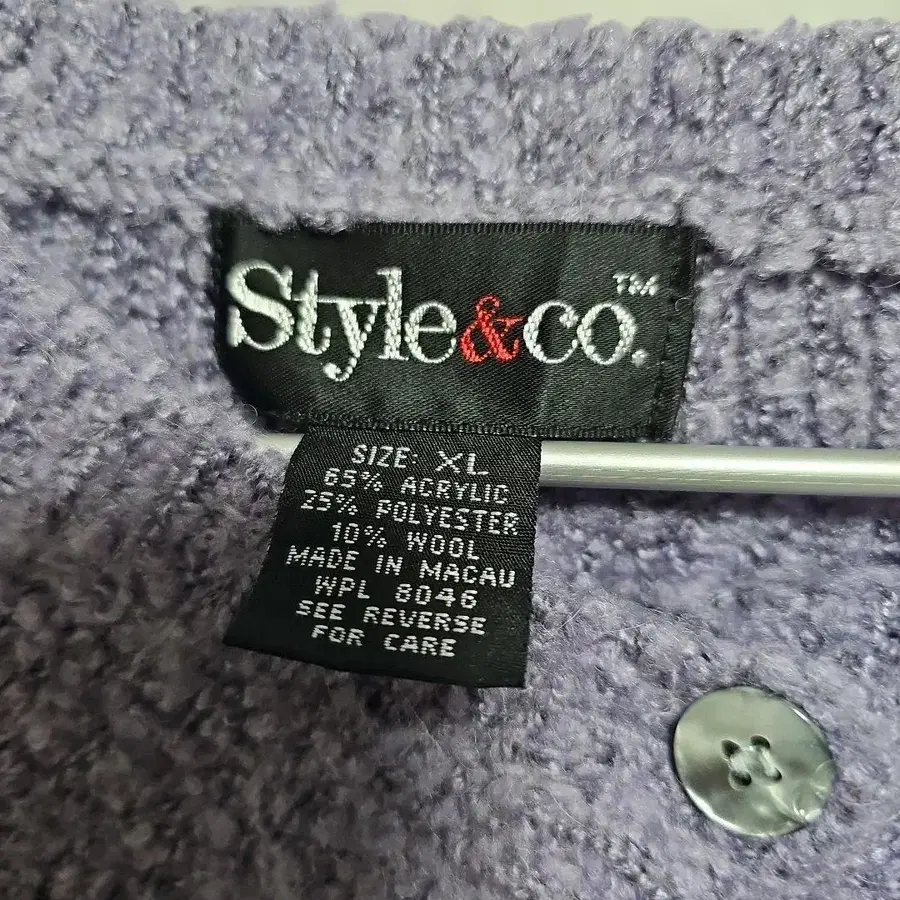 Style&co.™
SIZE: XL
65% ACRYLIC
25% POLYESTER
10% WOOL
MADE IN MACAU
WPL 8046
SEE REVERSE
FOR CARE